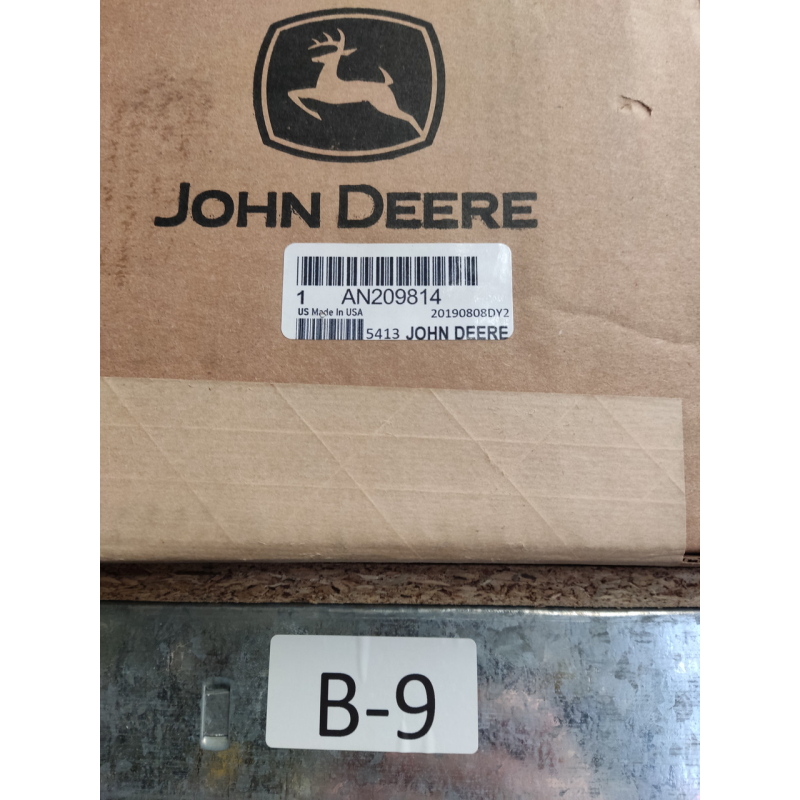 JOHN DEERE
1 AN209814
US Made In USA 20190808DY2
5413 JOHN DEERE
B-9